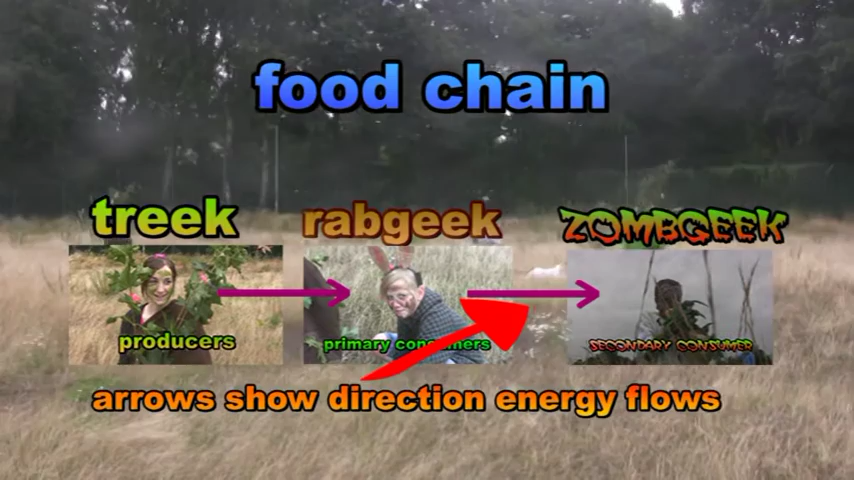 food chain
treek rabgeek ZOMBGEEK
producers primary consumers SECONDARY CONSUMER
arrows show direction energy flows